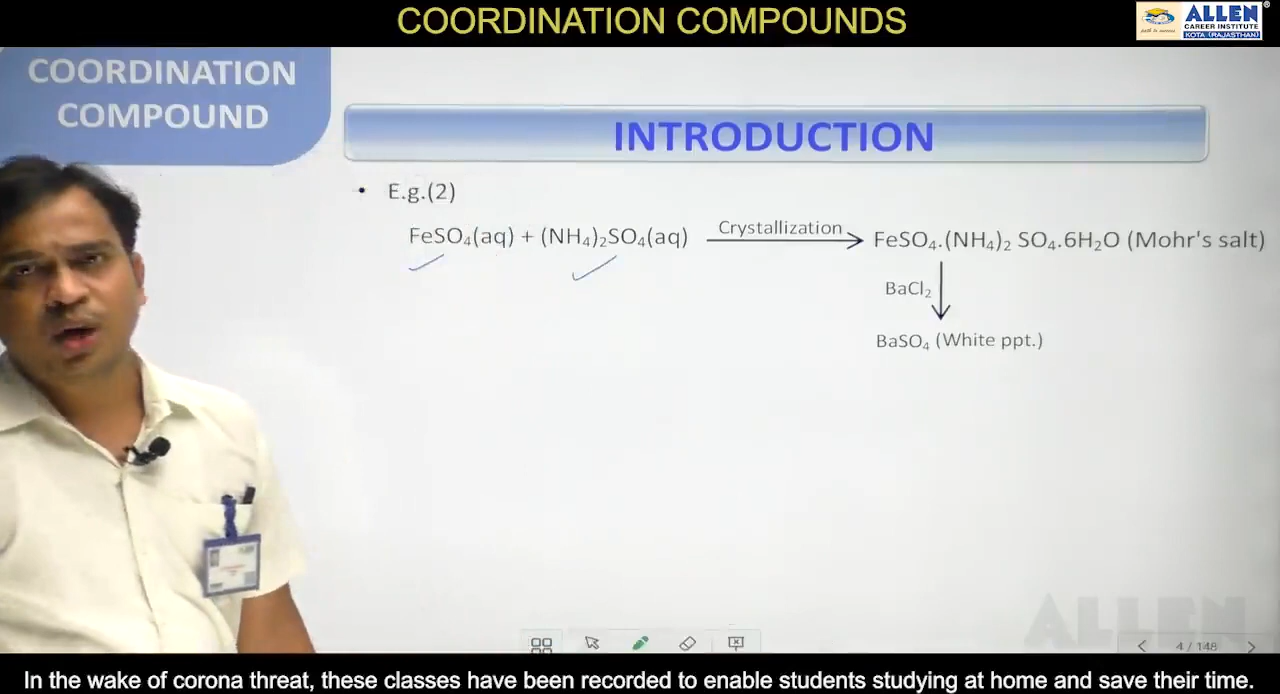 COORDINATION COMPOUNDS
ALLEN
CAREER INSTITUTE
KOTA (RAJASTHAN)
COORDINATION
COMPOUND
INTRODUCTION
• E.g.(2)
FeSO₄(aq) + (NH₄)₂SO₄(aq) Crystallization FeSO₄.(NH₄)₂ SO₄.6H₂O (Mohr's salt)
BaCl₂
BaSO₄ (White ppt.)
ALLEN
4 / 148
In the wake of corona threat, these classes have been recorded to enable students studying at home and save their time.